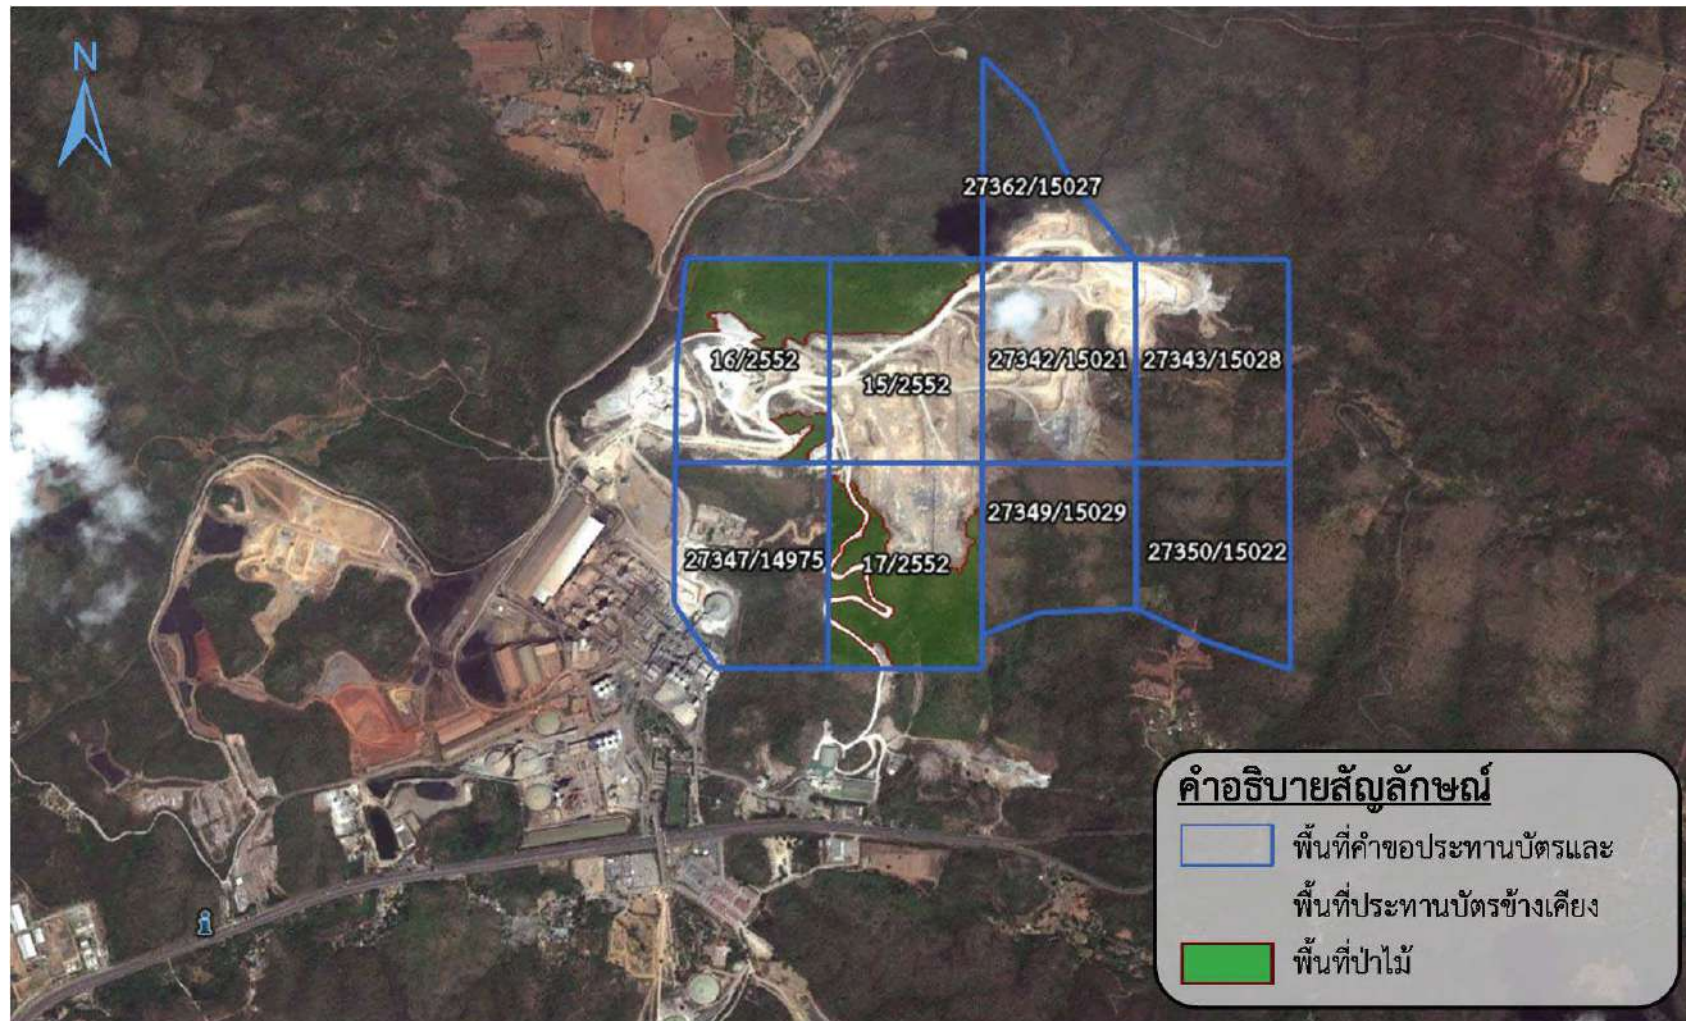 N
27362/15027
16/2552
15/2552
27342/15021
27343/15028
27349/15029
27347/14975
17/2552
27350/15022
คำอธิบายสัญลักษณ์
พื้นที่คำขอประทานบัตรและ
พื้นที่ประทานบัตรข้างเคียง
พื้นที่ป่าไม้